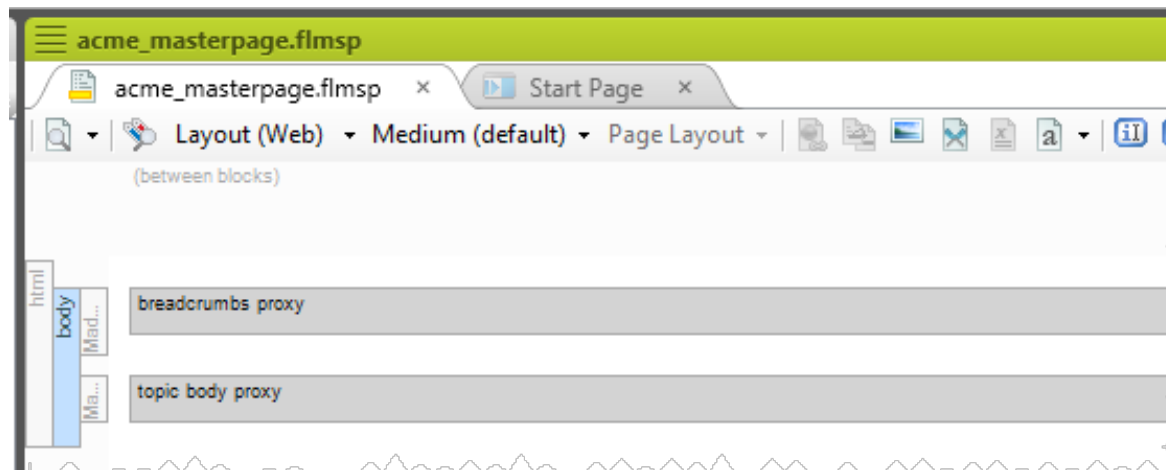 acme_masterpage.flmsp
acme_masterpage.flmsp × Start Page ×
Layout (Web) Medium (default) Page Layout a
(between blocks)
html
body
Mad...
breadcrumbs proxy
Ma...
topic body proxy